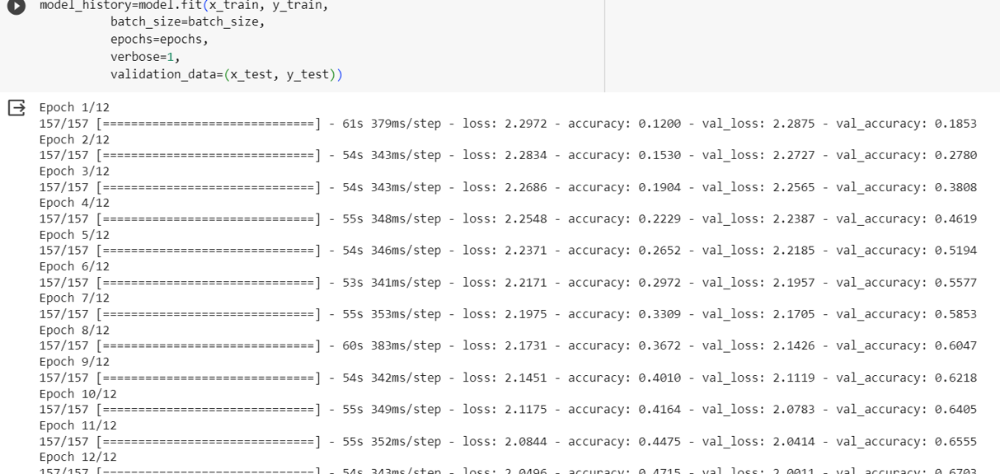 model_history=model.fit(x_train, y_train,
batch_size=batch_size,
epochs=epochs,
verbose=1,
validation_data=(x_test, y_test))
Epoch 1/12
157/157 [==============================] - 61s 379ms/step - loss: 2.2972 - accuracy: 0.1200 - val_loss: 2.2875 - val_accuracy: 0.1853
Epoch 2/12
157/157 [==============================] - 54s 343ms/step - loss: 2.2834 - accuracy: 0.1530 - val_loss: 2.2727 - val_accuracy: 0.2780
Epoch 3/12
157/157 [==============================] - 54s 343ms/step - loss: 2.2686 - accuracy: 0.1904 - val_loss: 2.2565 - val_accuracy: 0.3808
Epoch 4/12
157/157 [==============================] - 55s 348ms/step - loss: 2.2548 - accuracy: 0.2229 - val_loss: 2.2387 - val_accuracy: 0.4619
Epoch 5/12
157/157 [==============================] - 54s 346ms/step - loss: 2.2371 - accuracy: 0.2652 - val_loss: 2.2185 - val_accuracy: 0.5194
Epoch 6/12
157/157 [==============================] - 53s 341ms/step - loss: 2.2171 - accuracy: 0.2972 - val_loss: 2.1957 - val_accuracy: 0.5577
Epoch 7/12
157/157 [==============================] - 55s 353ms/step - loss: 2.1975 - accuracy: 0.3309 - val_loss: 2.1705 - val_accuracy: 0.5853
Epoch 8/12
157/157 [==============================] - 60s 383ms/step - loss: 2.1731 - accuracy: 0.3672 - val_loss: 2.1426 - val_accuracy: 0.6047
Epoch 9/12
157/157 [==============================] - 54s 342ms/step - loss: 2.1451 - accuracy: 0.4010 - val_loss: 2.1119 - val_accuracy: 0.6218
Epoch 10/12
157/157 [==============================] - 55s 349ms/step - loss: 2.1175 - accuracy: 0.4164 - val_loss: 2.0783 - val_accuracy: 0.6405
Epoch 11/12
157/157 [==============================] - 55s 352ms/step - loss: 2.0844 - accuracy: 0.4475 - val_loss: 2.0414 - val_accuracy: 0.6555
Epoch 12/12
157/157 [==============================] - 54s 343ms/step - loss: 2.0496 - accuracy: 0.4715 - val_loss: 2.0011 - val_accuracy: 0.6703